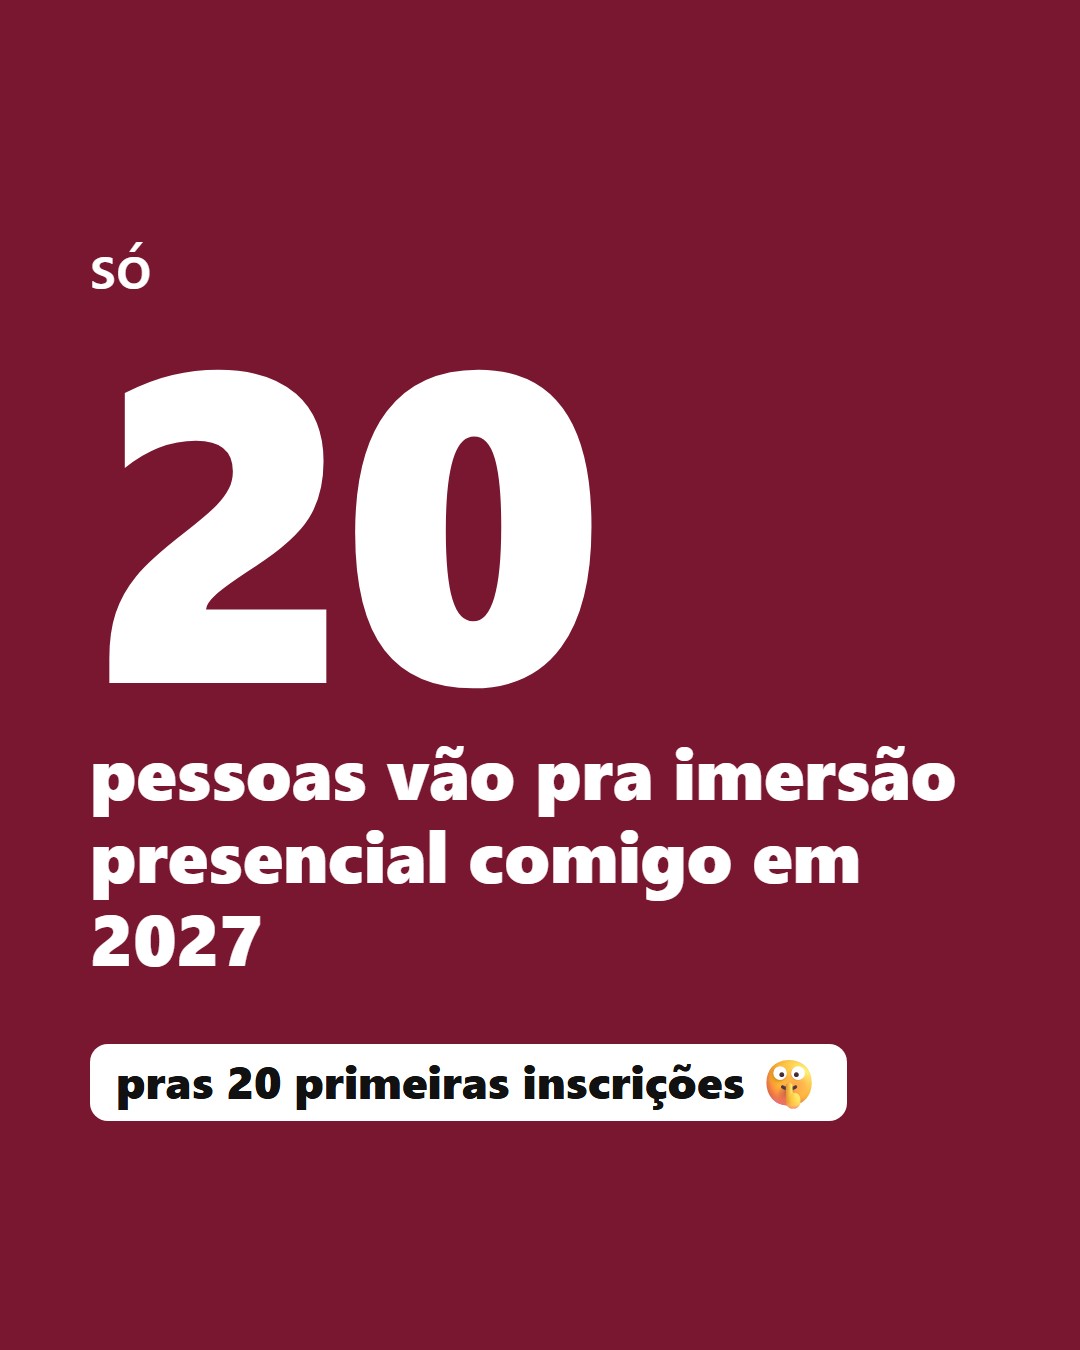 SÓ
20
pessoas vão pra imersão
presencial comigo em
2027
pras 20 primeiras inscrições 🤫